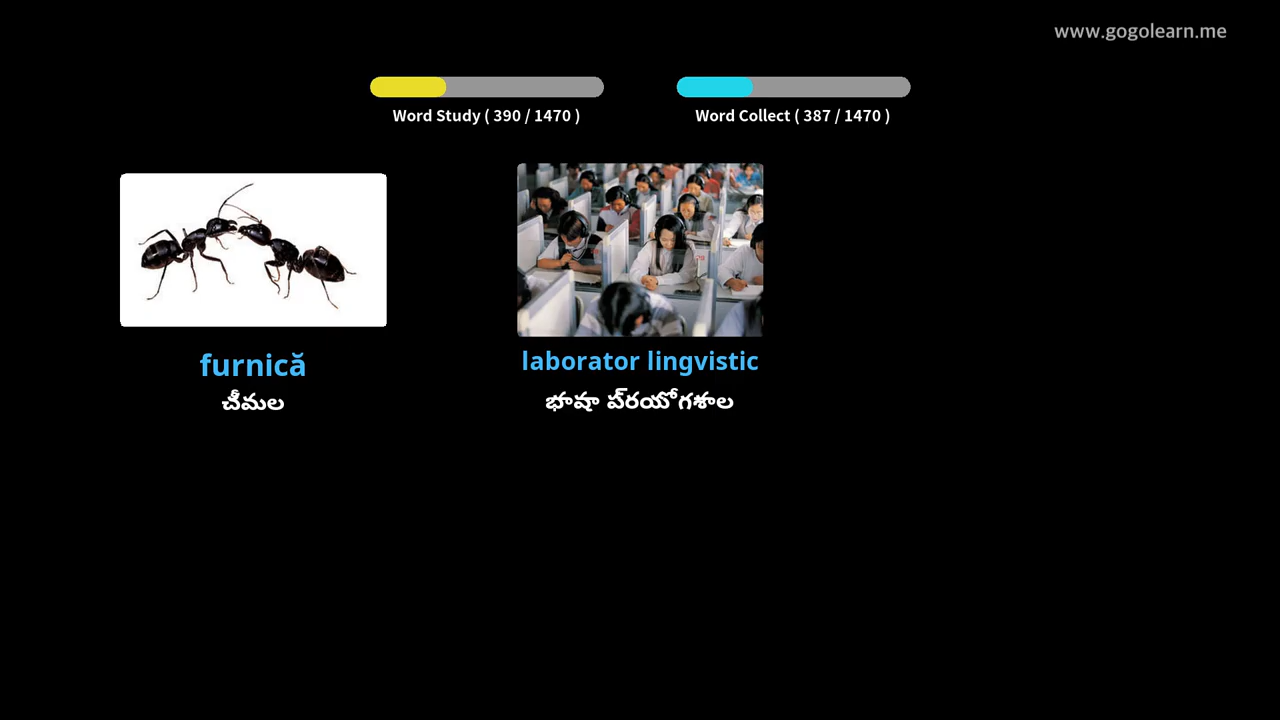 www.gogolearn.me
Word Study ( 390 / 1470 )
Word Collect ( 387 / 1470 )
furnică
చీమల
laborator lingvistic
భాషా ప్రయోగశాల